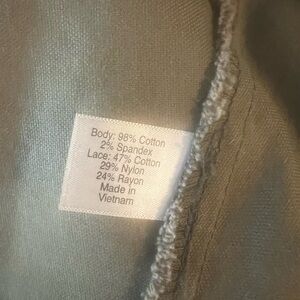 Body: 98% Cotton
2% Spandex
Lace: 47% Cotton
29% Nylon
24% Rayon
Made in
Vietnam